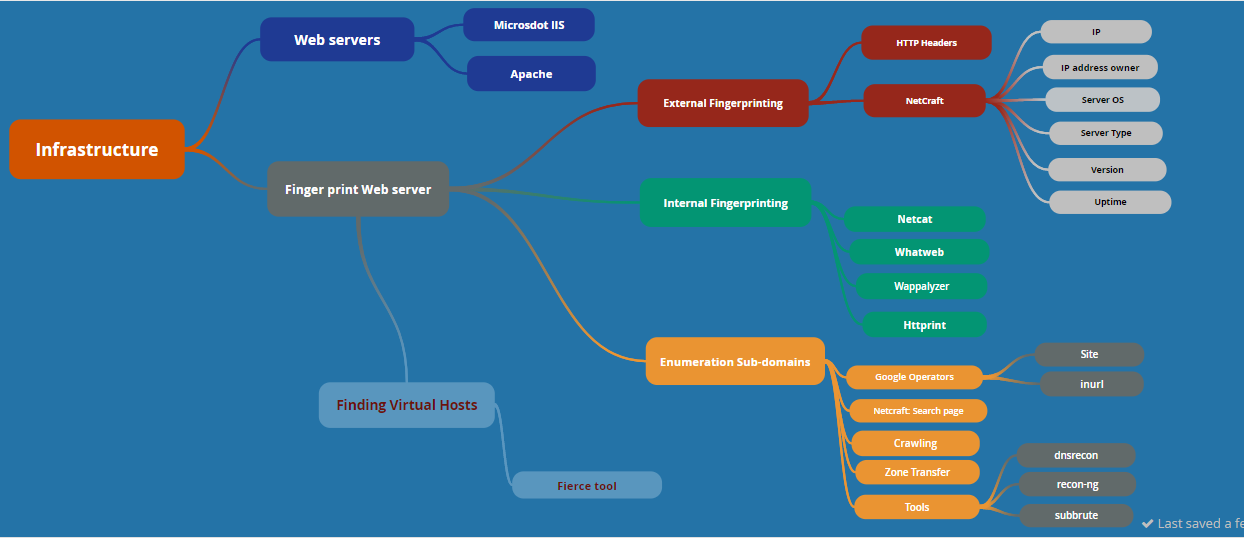 Infrastructure
Web servers
Microsdot IIS
Apache
Finger print Web server
External Fingerprinting
HTTP Headers
NetCraft
IP
IP address owner
Server OS
Server Type
Version
Uptime
Internal Fingerprinting
Netcat
Whatweb
Wappalyzer
Httprint
Enumeration Sub-domains
Google Operators
Site
inurl
Netcraft: Search page
Crawling
Zone Transfer
Tools
dnsrecon
recon-ng
subbrute
Finding Virtual Hosts
Fierce tool
Last saved a fe